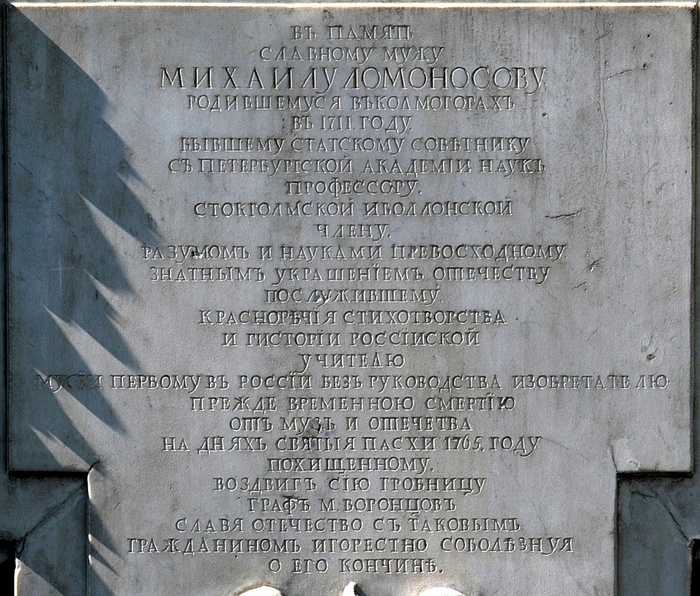 ВЪ ПАМЯТЬ
СЛАВНОМУ МУЖУ
МИХАИЛУ ЛОМОНОСОВУ
РОДИВШЕМУСЯ ВЪ КОЛМОГОРАХЪ
ВЪ 1711. ГОДУ.
БЫВШЕМУ СТАТСКОМУ СОВѢТНИКУ
СЪ ПЕТЕРБУРГСКОЙ АКАДЕМІИ НАУКЪ
ПРОФЕССОРУ.
СТОКГОЛМСКОЙ И БОЛЛОНСКОЙ
ЧЛЕНУ.
РАЗУМОМЪ И НАУКАМИ ПРЕВОСХОДНОМУ
ЗНАТНЫМЪ УКРАШЕНІЕМЪ ОТЕЧЕСТВУ
ПОСЛУЖИВШЕМУ.
КРАСНОРѢЧІЯ СТИХОТВОРСТВА
И ГИСТОРІИ РОССІЙСКОЙ
УЧИТЕЛЮ
МУСІИ ПЕРВОМУ ВЪ РОССІИ БЕЗЪ РУКОВОДСТВА ИЗОБРЕТАТЕЛЮ
ПРЕЖДЕ ВРЕМЕННОЮ СМЕРТІЮ
ОТЪ МУЗЪ И ОТЕЧЕСТВА
НА ДНЯХЪ СВЯТЫЯ ПАСХИ 1765. ГОДУ
ПОХИЩЕННОМУ.
ВОЗДВИГЪ СІЮ ГРОБНИЦУ
ГРАФЪ М. ВОРОНЦОВЪ
СЛАВЯ ОТЕЧЕСТВО СЪ ТАКОВЫМЪ
ГРАЖДАНИНОМЪ И ГОРЕСТНО СОБОЛѢЗНУЯ
О ЕГО КОНЧИНѢ.